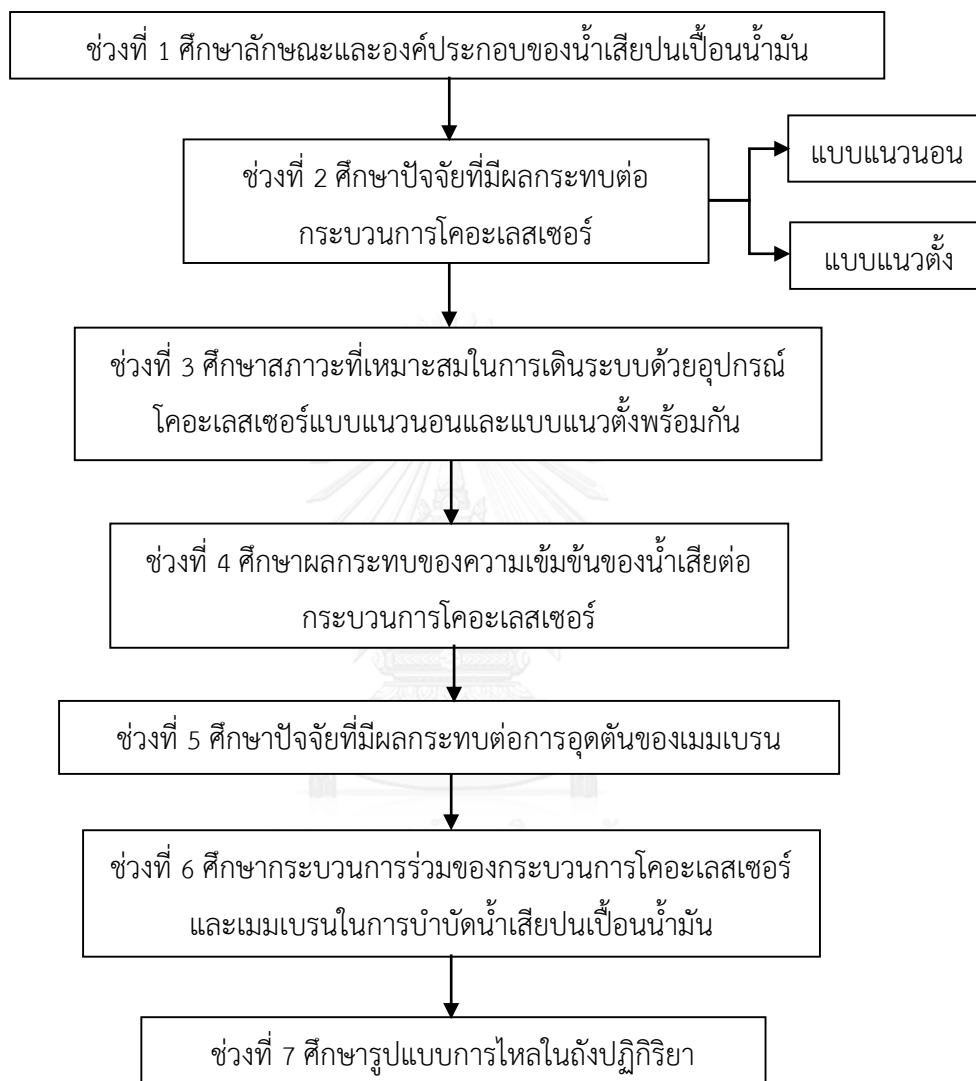 ช่วงที่ 1 ศึกษาลักษณะและองค์ประกอบของน้ำเสียปนเปื้อนน้ำมัน
ช่วงที่ 2 ศึกษาปัจจัยที่มีผลกระทบต่อ
กระบวนการโคอะเลสเซอร์
แบบแนวนอน
แบบแนวตั้ง
ช่วงที่ 3 ศึกษาสภาวะที่เหมาะสมในการเดินระบบด้วยอุปกรณ์
โคอะเลสเซอร์แบบแนวนอนและแบบแนวตั้งพร้อมกัน
ช่วงที่ 4 ศึกษาผลกระทบของความเข้มข้นของน้ำเสียต่อ
กระบวนการโคอะเลสเซอร์
ช่วงที่ 5 ศึกษาปัจจัยที่มีผลกระทบต่อการอุดตันของเมมเบรน
ช่วงที่ 6 ศึกษากระบวนการร่วมของกระบวนการโคอะเลสเซอร์
และเมมเบรนในการบำบัดน้ำเสียปนเปื้อนน้ำมัน
ช่วงที่ 7 ศึกษารูปแบบการไหลในถังปฏิกิริยา